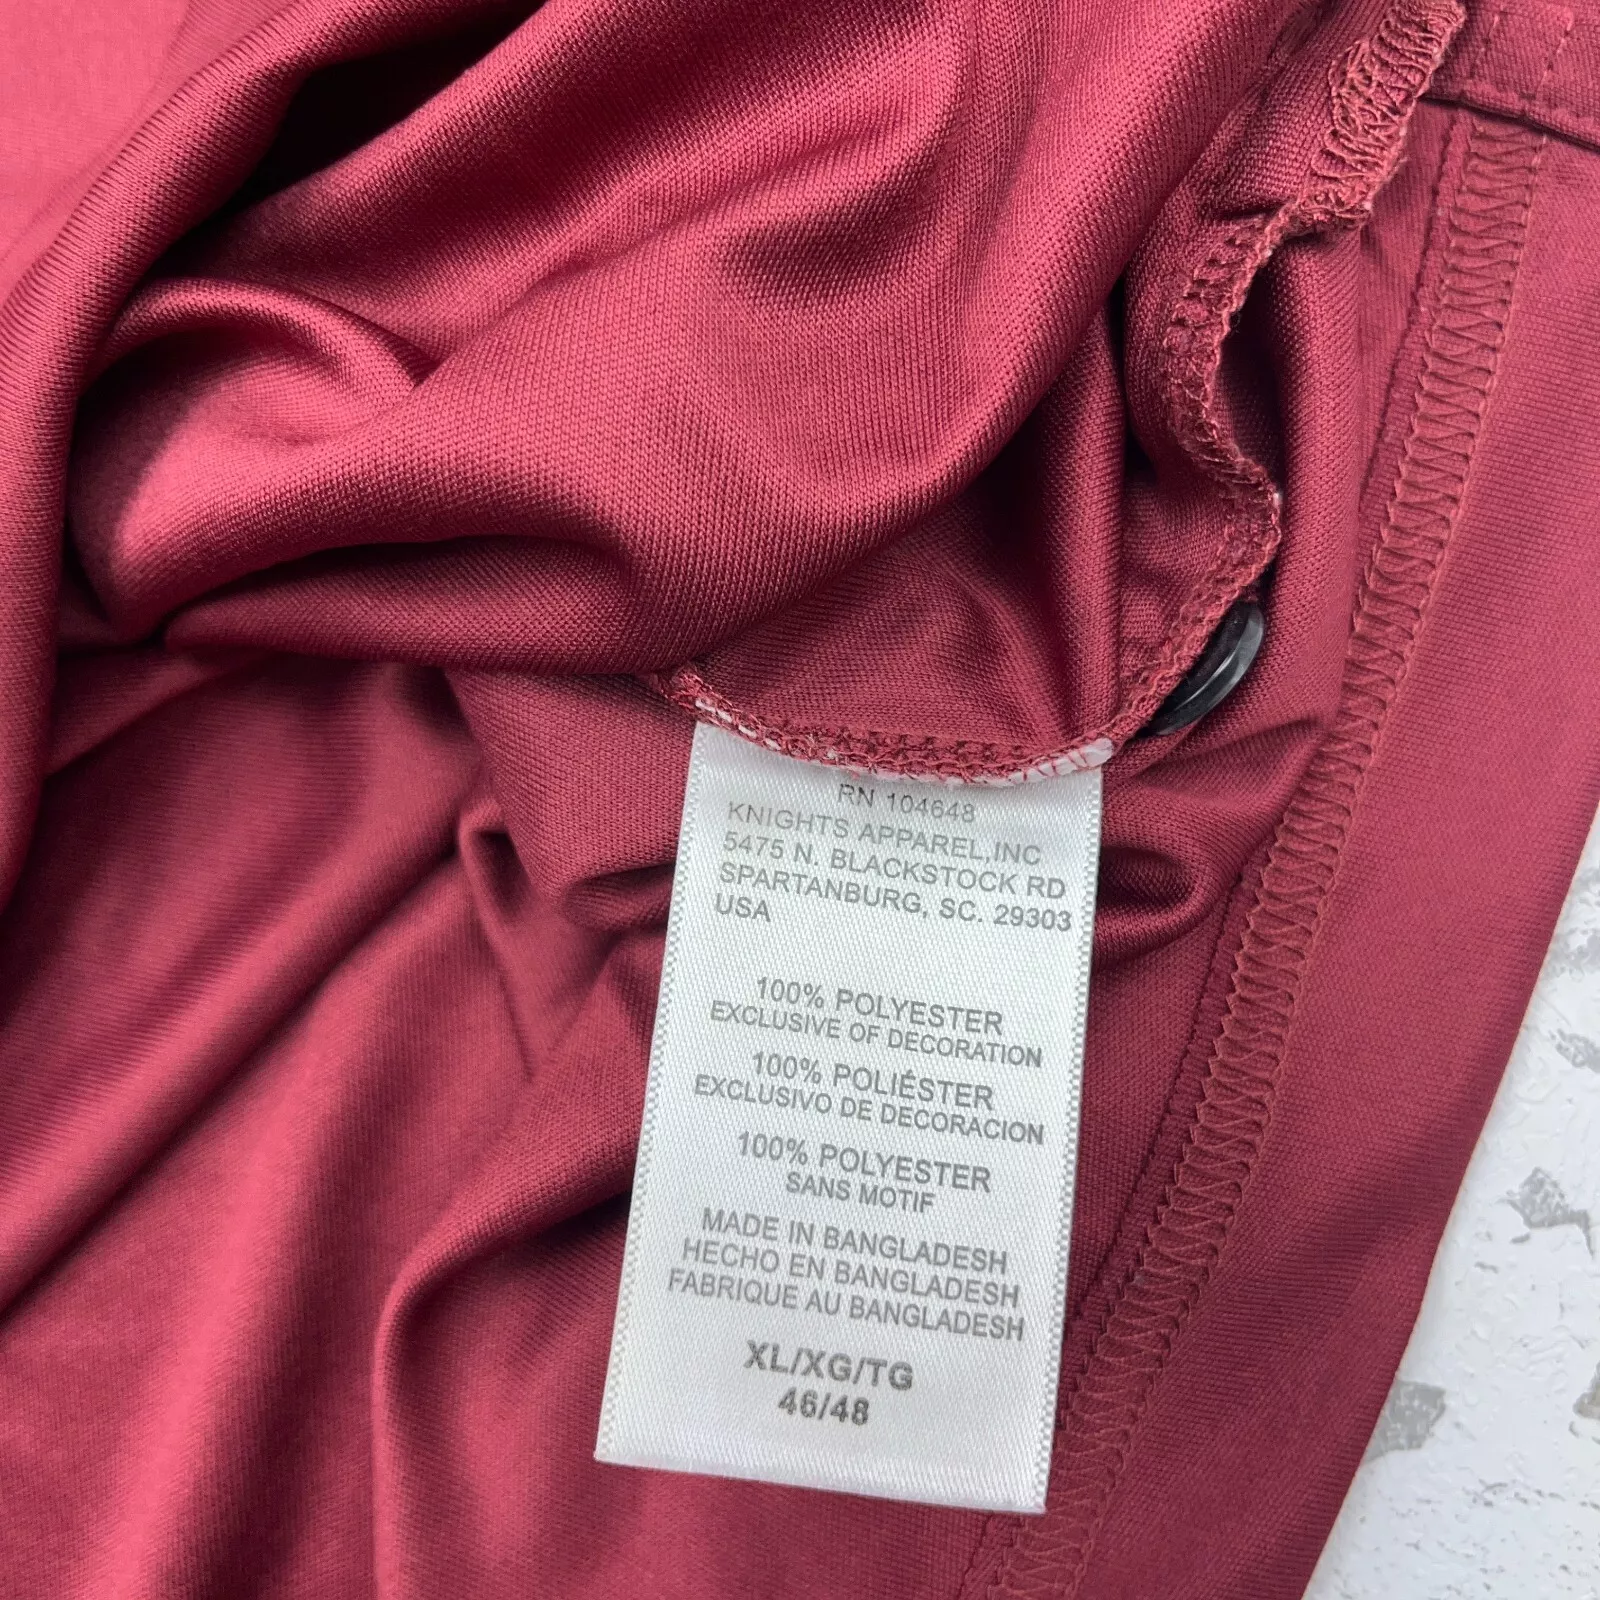 RN 104648
KNIGHTS APPAREL,INC
5475 N. BLACKSTOCK RD
SPARTANBURG, SC. 29303
USA
100% POLYESTER
EXCLUSIVE OF DECORATION
100% POLIÉSTER
EXCLUSIVO DE DECORACION
100% POLYESTER
SANS MOTIF
MADE IN BANGLADESH
HECHO EN BANGLADESH
FABRIQUE AU BANGLADESH
XL/XG/TG
46/48